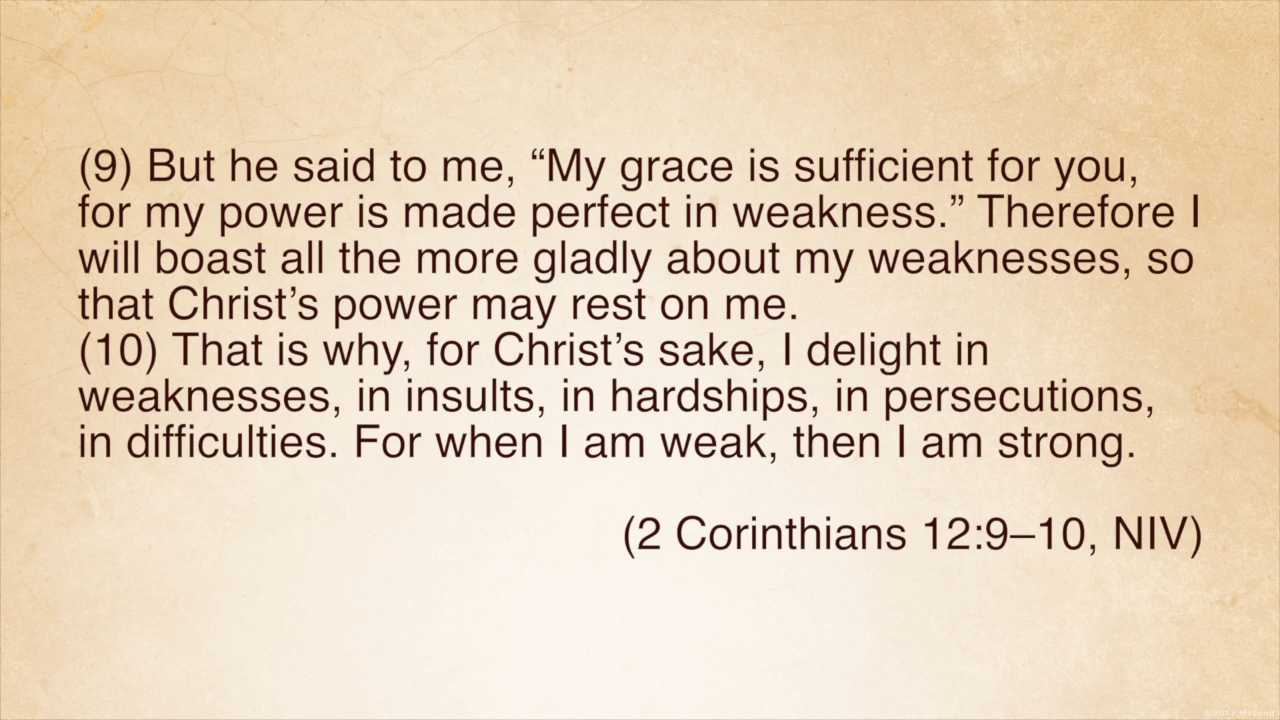 (9) But he said to me, “My grace is sufficient for you,
for my power is made perfect in weakness.” Therefore I
will boast all the more gladly about my weaknesses, so
that Christ’s power may rest on me.
(10) That is why, for Christ’s sake, I delight in
weaknesses, in insults, in hardships, in persecutions,
in difficulties. For when I am weak, then I am strong.
(2 Corinthians 12:9–10, NIV)